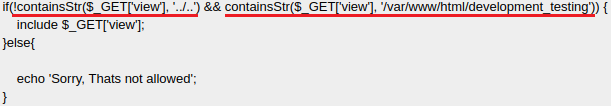 if(!containsStr($_GET['view'], '../..') && containsStr($_GET['view'], '/var/www/html/development_testing')) {
include $_GET['view'];
}else{
echo 'Sorry, Thats not allowed';
}